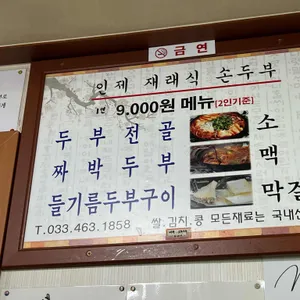 금연
인제 재래식 손두부
1인 9,000원 메뉴[2인기준]
두부전골
짜박두부
들기름두부구이
소
맥
막걸
T.033.463.1858 쌀,김치,콩 모든재료는 국내산